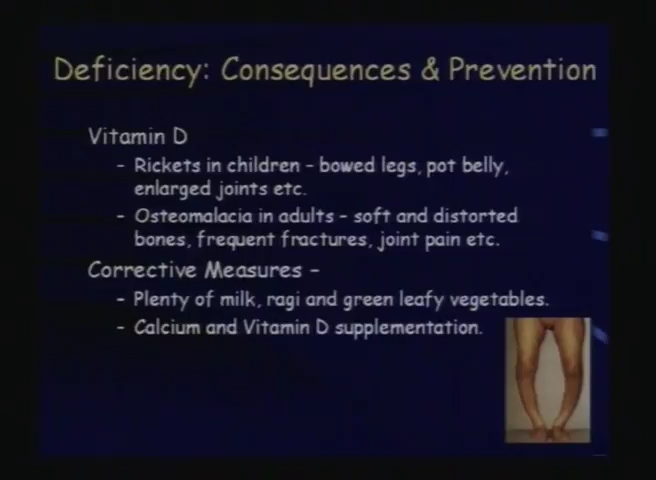 Deficiency: Consequences & Prevention
Vitamin D
- Rickets in children - bowed legs, pot belly,
enlarged joints etc.
- Osteomalacia in adults - soft and distorted
bones, frequent fractures, joint pain etc.
Corrective Measures -
- Plenty of milk, ragi and green leafy vegetables.
- Calcium and Vitamin D supplementation.